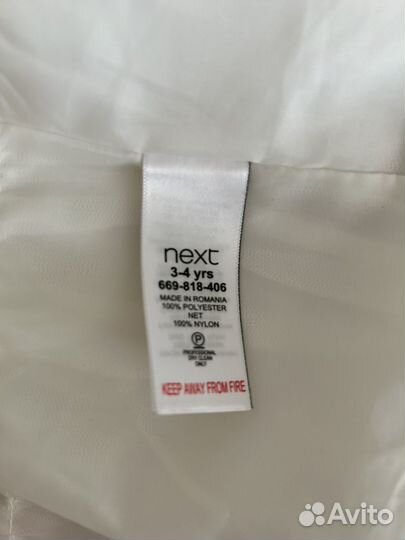 next
3-4 yrs
669-818-406
MADE IN ROMANIA
100% POLYESTER
NET
100% NYLON
P
PROFESSIONAL
DRY CLEAN
ONLY
KEEP AWAY FROM FIRE
Avito